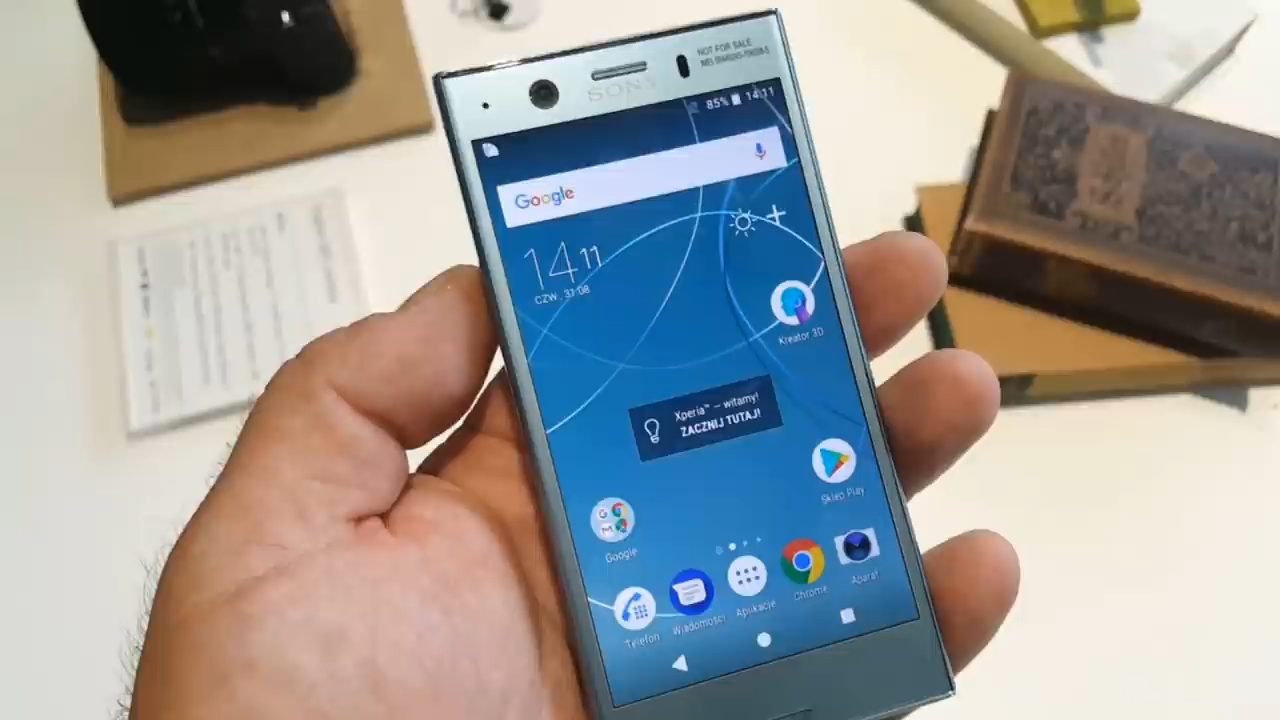 NOT FOR SALE
SONY
85% 14:11
Google
14 11
CZW., 31.08
Kreator 3D
Xperia™ – witamy!
ZACZNIJ TUTAJ!
Sklep Play
Google
Telefon
Wiadomości
Aplikacje
Chrome
Aparat